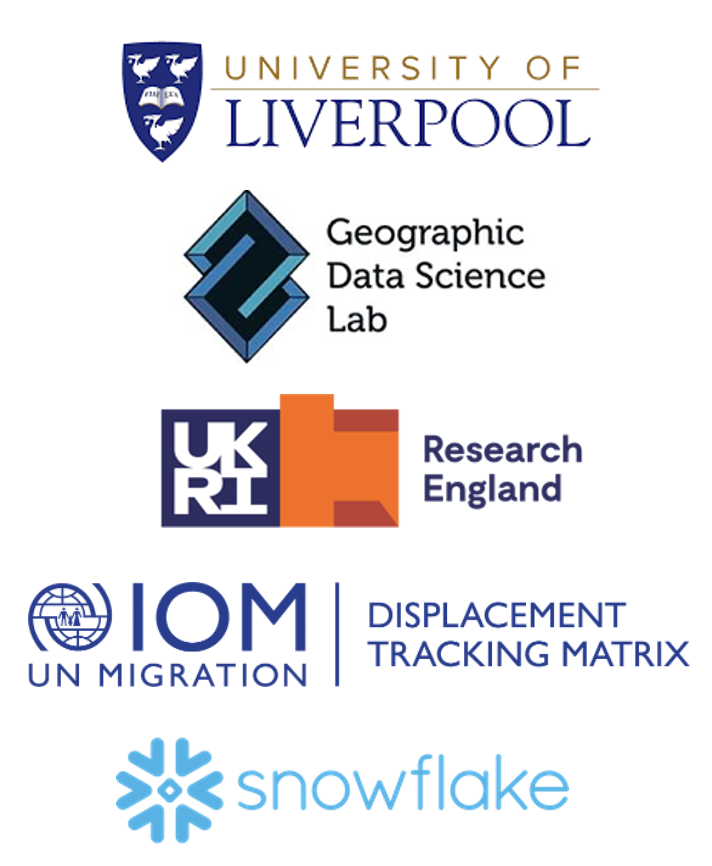 UNIVERSITY OF
LIVERPOOL
Geographic
Data Science
Lab
UK
RI
Research
England
IOM
UN MIGRATION
DISPLACEMENT
TRACKING MATRIX
snowflake